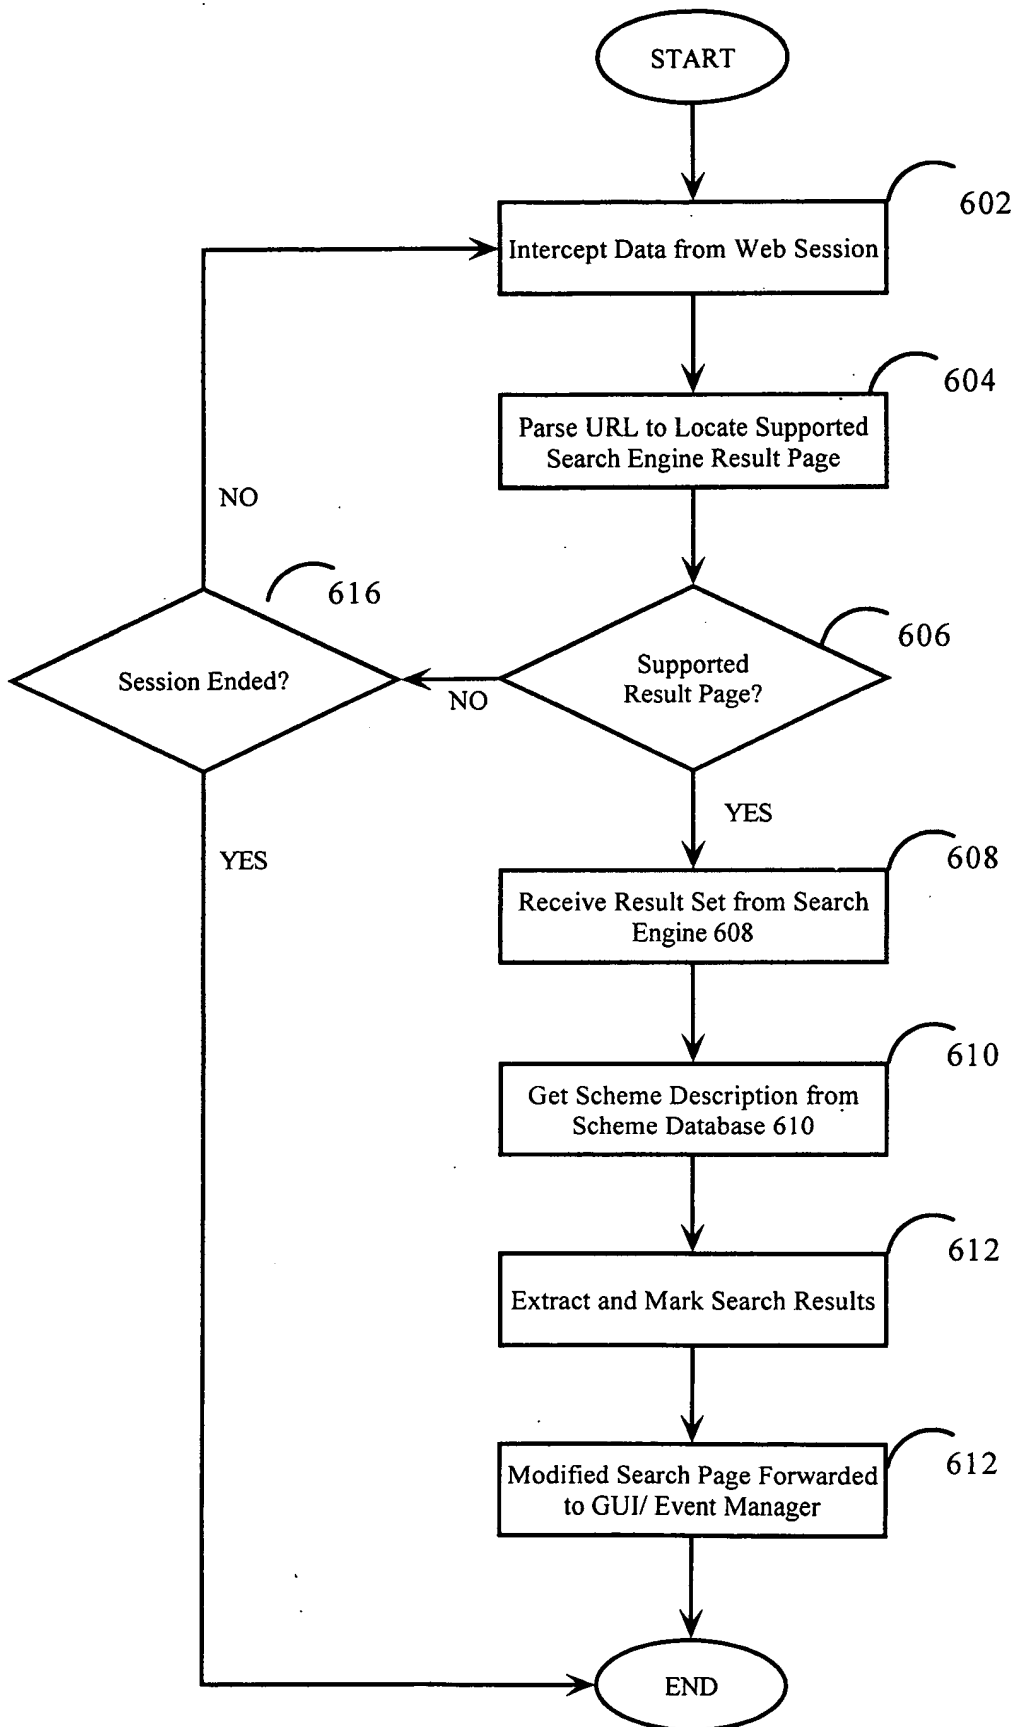 START
602
Intercept Data from Web Session
604
Parse URL to Locate Supported
Search Engine Result Page
NO
616
606
Session Ended?
Supported
Result Page?
NO
YES
YES
608
Receive Result Set from Search
Engine 608
610
Get Scheme Description from
Scheme Database 610
612
Extract and Mark Search Results
612
Modified Search Page Forwarded
to GUI/ Event Manager
END